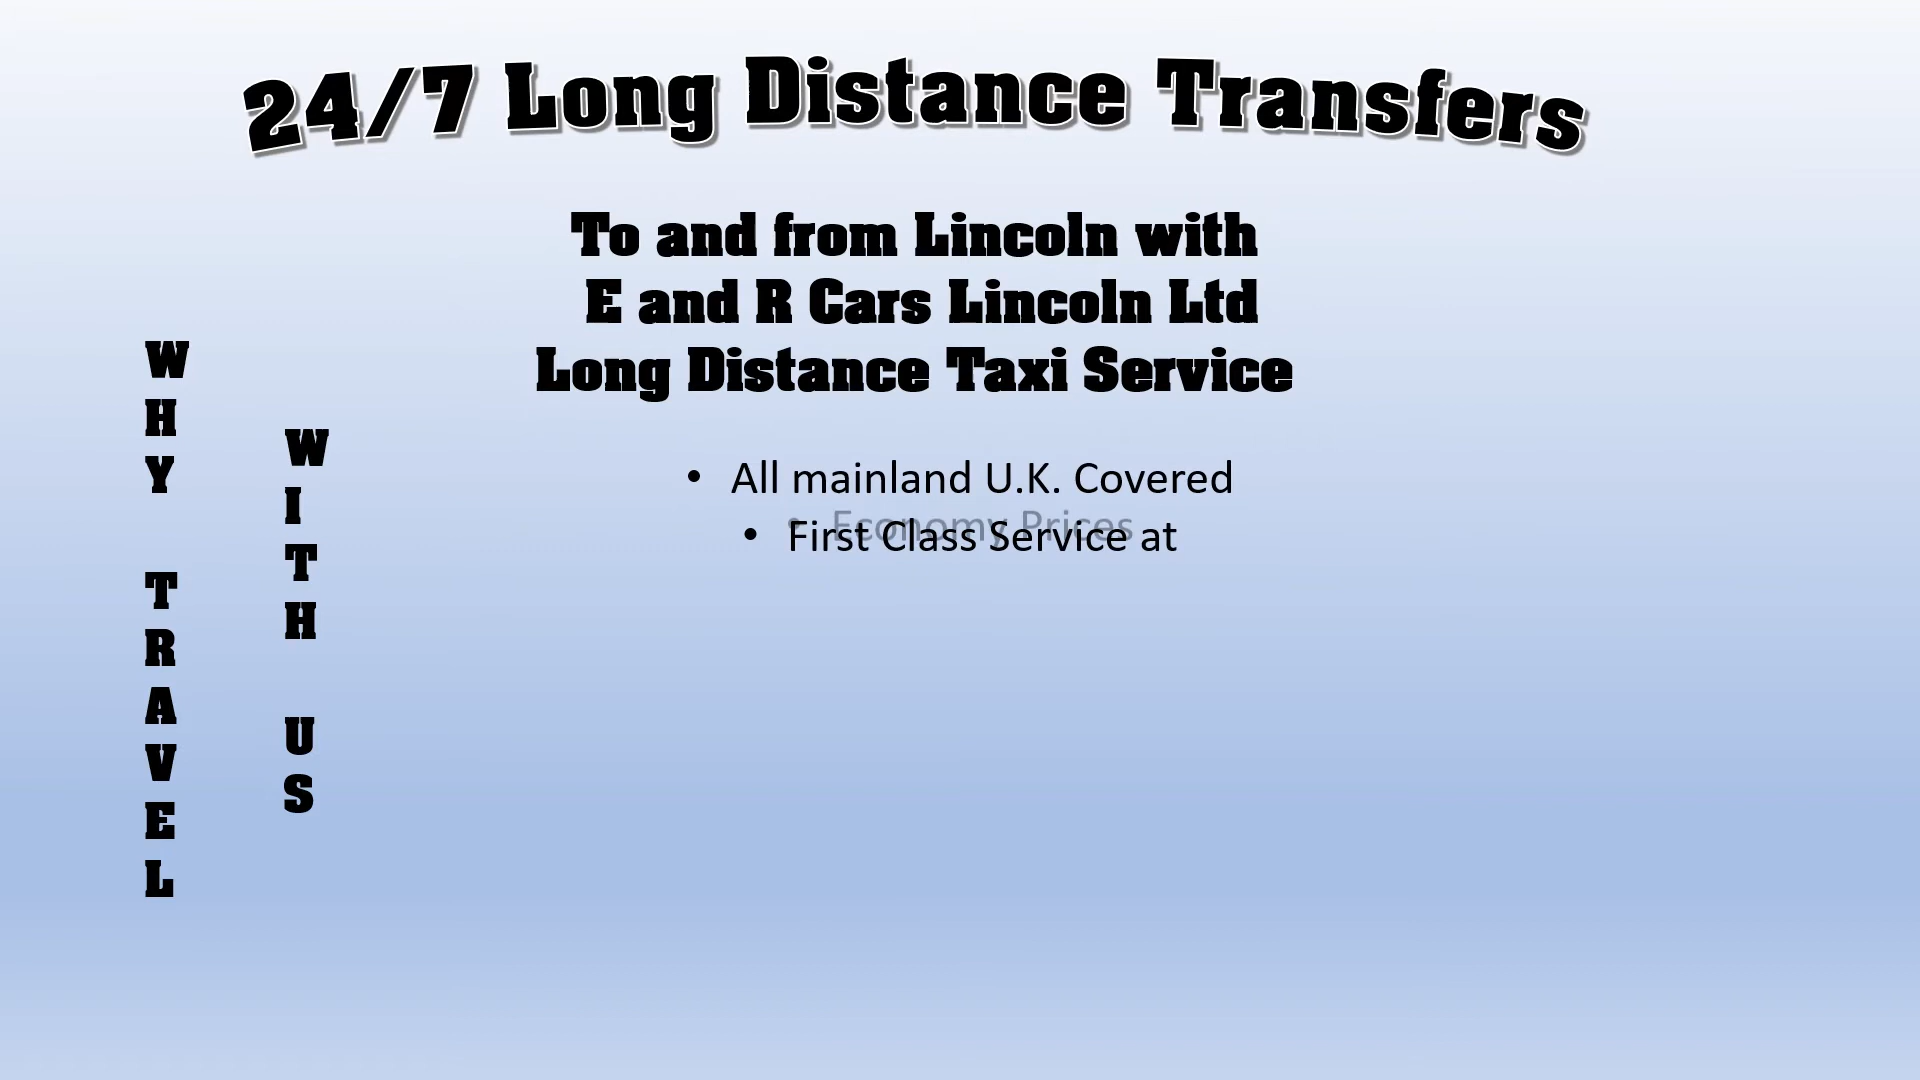 24/7 Long Distance Transfers
To and from Lincoln with
E and R Cars Lincoln Ltd
Long Distance Taxi Service
WHY TRAVEL
WITH US
• All mainland U.K. Covered
• First Class Service at
• Economy Prices